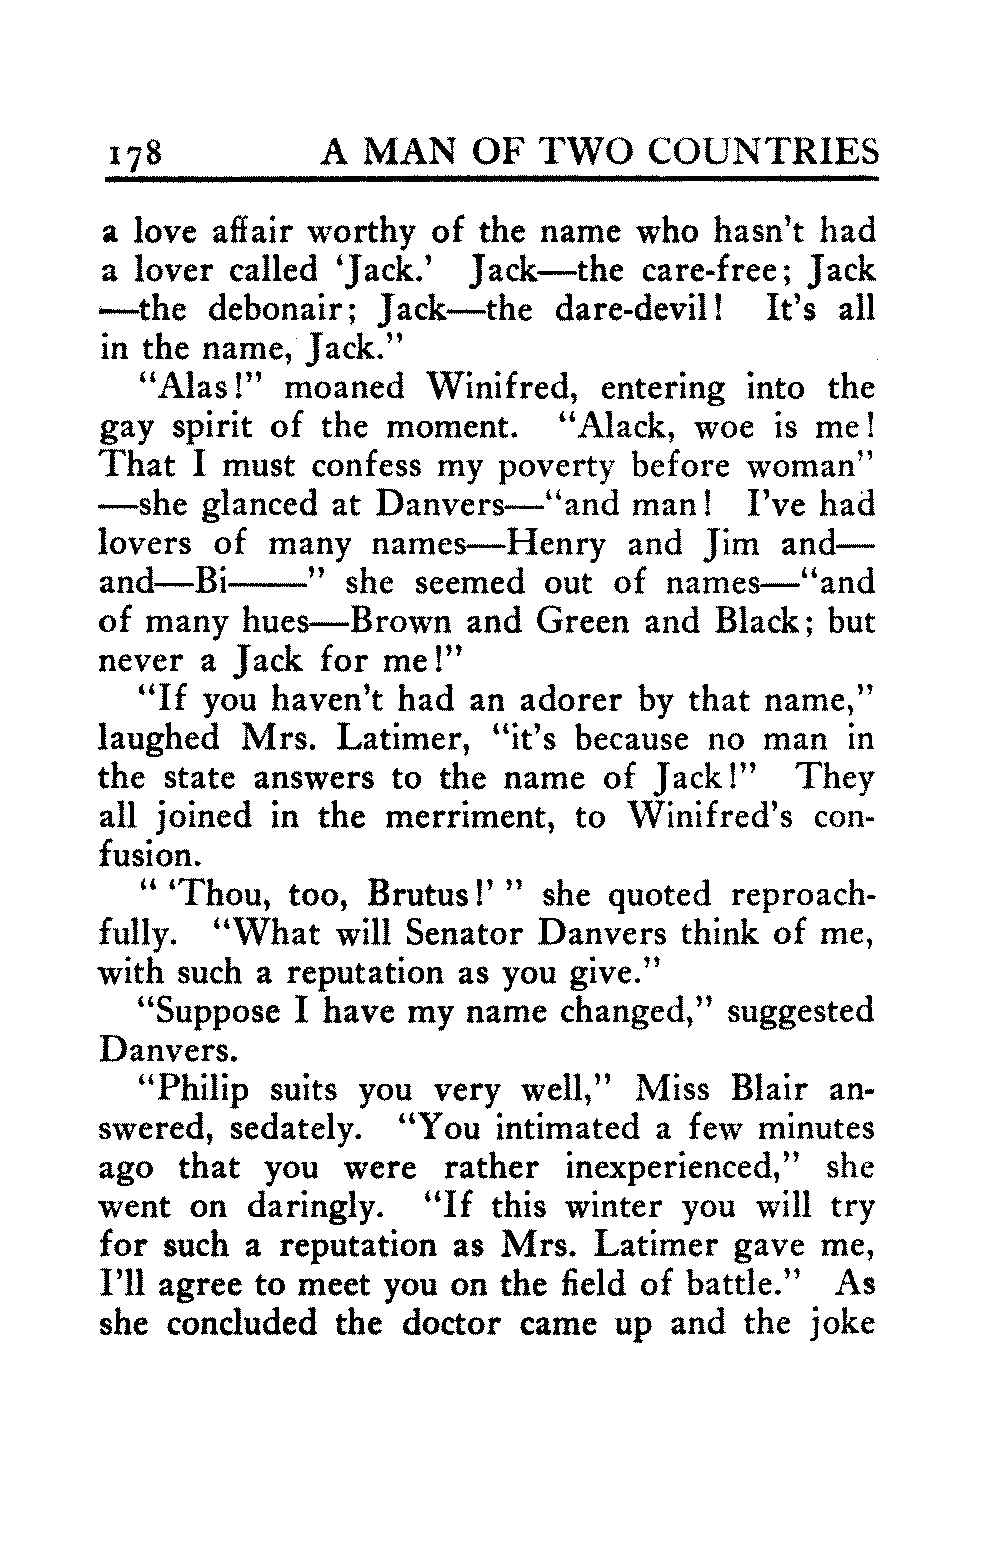 178 A MAN OF TWO COUNTRIES
a love affair worthy of the name who hasn't had
a lover called 'Jack.' Jack—the care-free; Jack
—the debonair; Jack—the dare-devil! It's all
in the name, Jack."
"Alas!" moaned Winifred, entering into the
gay spirit of the moment. "Alack, woe is me!
That I must confess my poverty before woman"
—she glanced at Danvers—"and man! I've had
lovers of many names—Henry and Jim and—
and—Bi——" she seemed out of names—"and
of many hues—Brown and Green and Black; but
never a Jack for me!"
"If you haven't had an adorer by that name,"
laughed Mrs. Latimer, "it's because no man in
the state answers to the name of Jack!" They
all joined in the merriment, to Winifred's con-
fusion.
" 'Thou, too, Brutus!' " she quoted reproach-
fully. "What will Senator Danvers think of me,
with such a reputation as you give."
"Suppose I have my name changed," suggested
Danvers.
"Philip suits you very well," Miss Blair an-
swered, sedately. "You intimated a few minutes
ago that you were rather inexperienced," she
went on daringly. "If this winter you will try
for such a reputation as Mrs. Latimer gave me,
I'll agree to meet you on the field of battle." As
she concluded the doctor came up and the joke